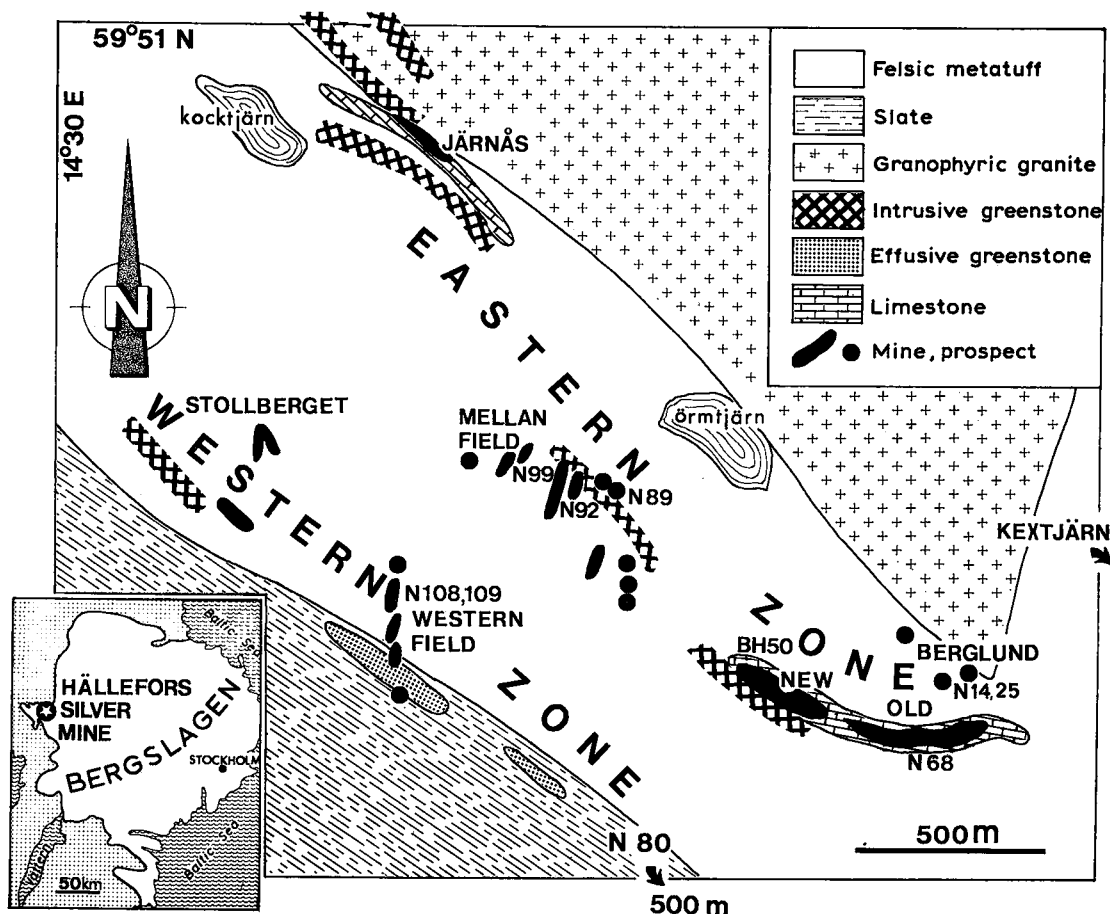 59°51 N
14°30 E
kocktjärn
JÄRNÅS
Felsic metatuff
Slate
Granophyric granite
Intrusive greenstone
Effusive greenstone
Limestone
Mine, prospect
N
EASTERN ZONE
WESTERN ZONE
STOLLBERGET
MELLAN
FIELD
N99
N92
N89
örmtjärn
KEXTJÄRN
N108,109
WESTERN
FIELD
BH50
NEW
OLD
BERGLUND
N14,25
N68
500m
N 80
500 m
HÄLLEFORS
SILVER
MINE
BERGSLAGEN
STOCKHOLM
Baltic
Baltic Sea
Vättern
50km